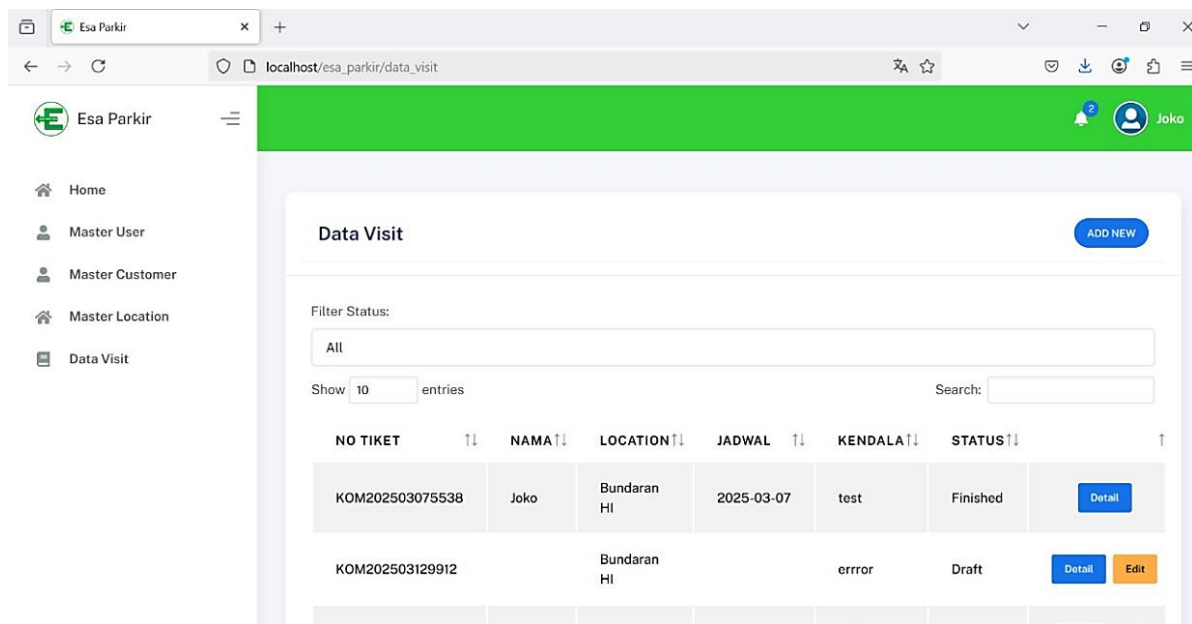 Esa Parkir
localhost/esa_parkir/data_visit
Esa Parkir
2
Joko
Home
Master User
Master Customer
Master Location
Data Visit
Data Visit
ADD NEW
Filter Status:
All
Show 10 entries
Search:
NO TIKET NAMA LOCATION JADWAL KENDALA STATUS
KOM202503075538 Joko Bundaran HI 2025-03-07 test Finished Detail
KOM202503129912 Bundaran HI errror Draft Detail Edit